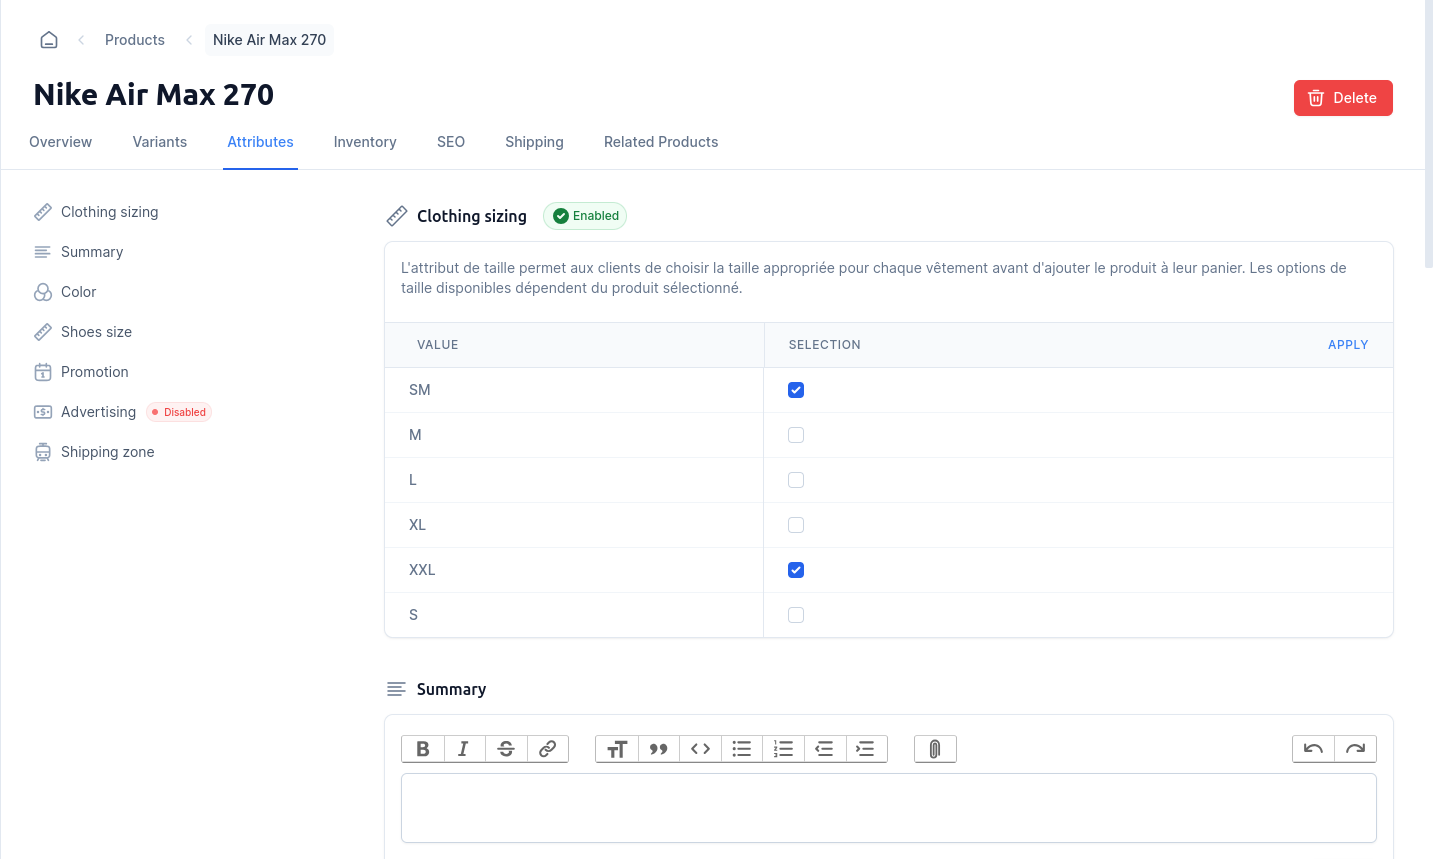 Products
Nike Air Max 270
Nike Air Max 270
Delete
Overview Variants Attributes Inventory SEO Shipping Related Products
Clothing sizing
Summary
Color
Shoes size
Promotion
Advertising Disabled
Shipping zone
Clothing sizing Enabled
L'attribut de taille permet aux clients de choisir la taille appropriée pour chaque vêtement avant d'ajouter le produit à leur panier. Les options de
taille disponibles dépendent du produit sélectionné.
VALUE SELECTION APPLY
SM
M
L
XL
XXL
S
Summary